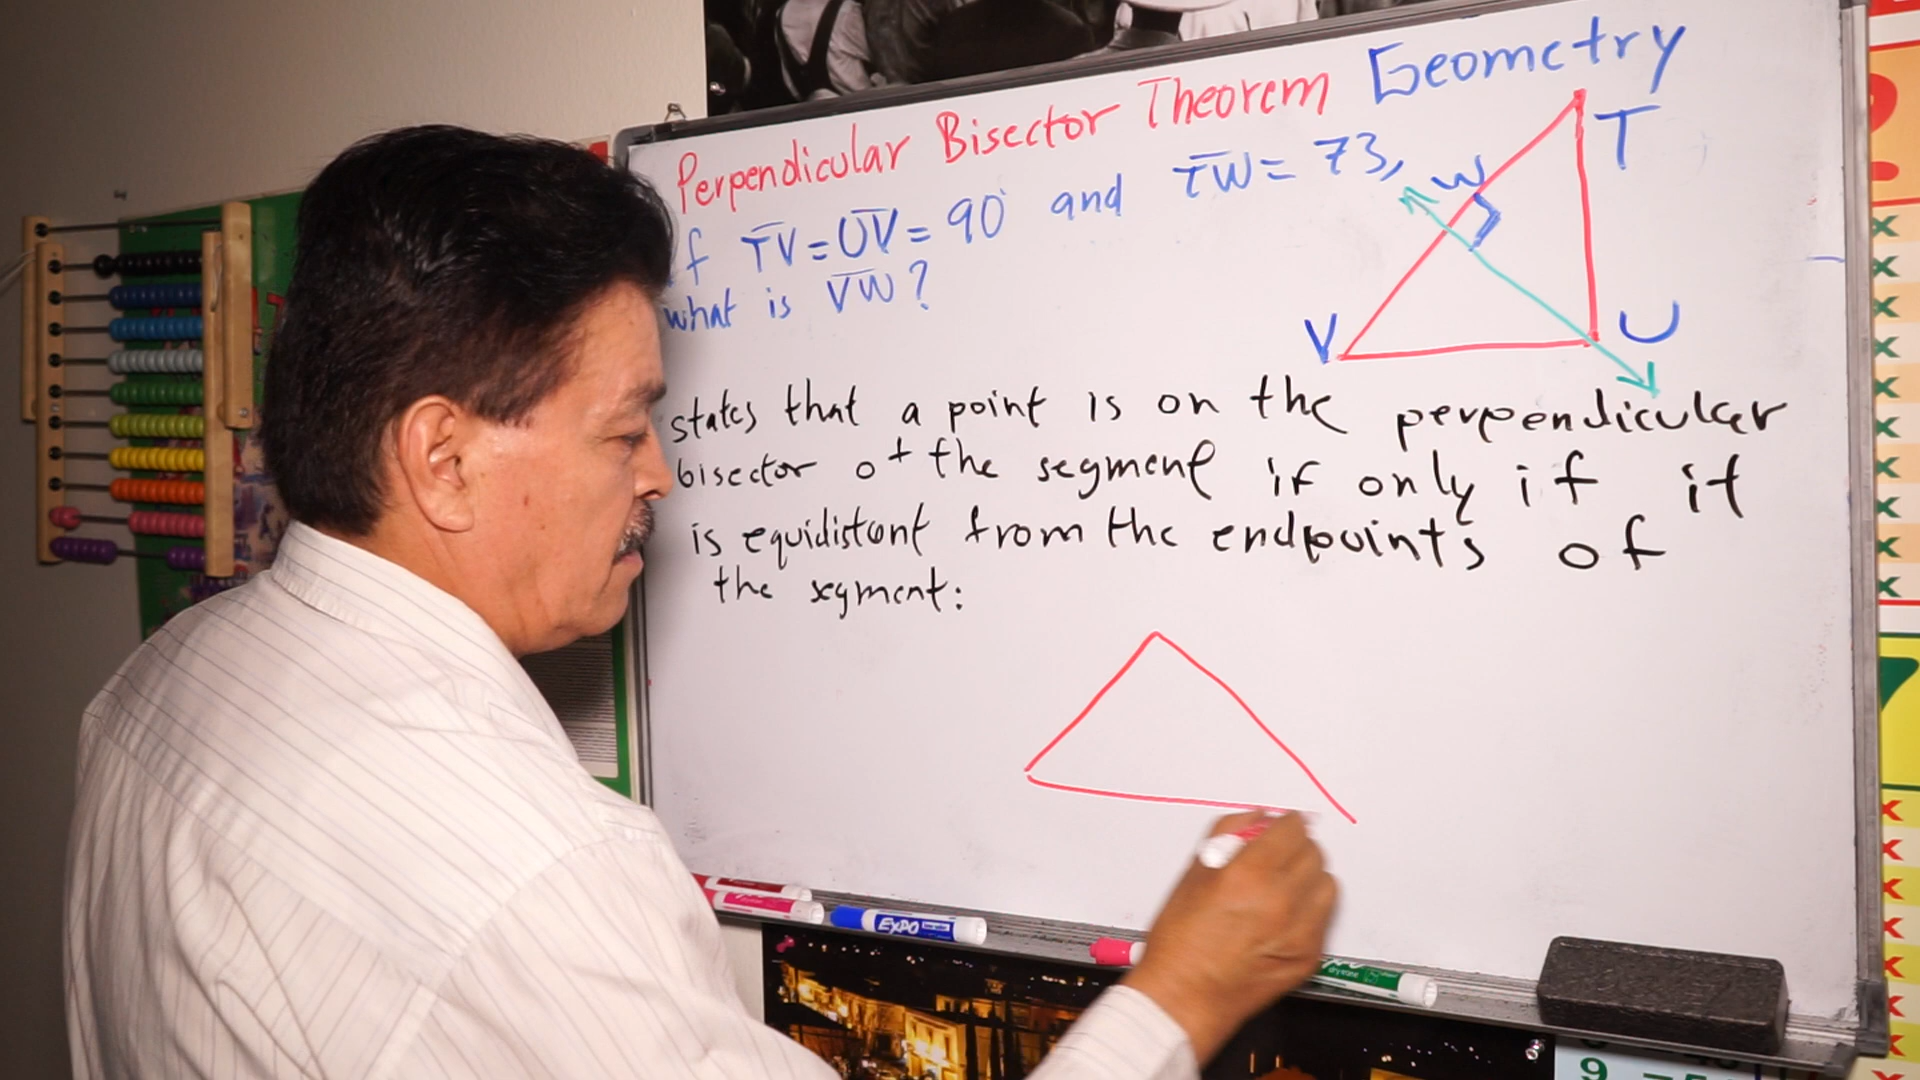 Perpendicular Bisector Theorem Geometry
f TV = UV = 90° and TW = 73,
what is VW?
W
T
V
U
states that a point is on the perpendicular
bisector of the segment if only if it
is equidistant from the endpoints of
the segment:
EXPO